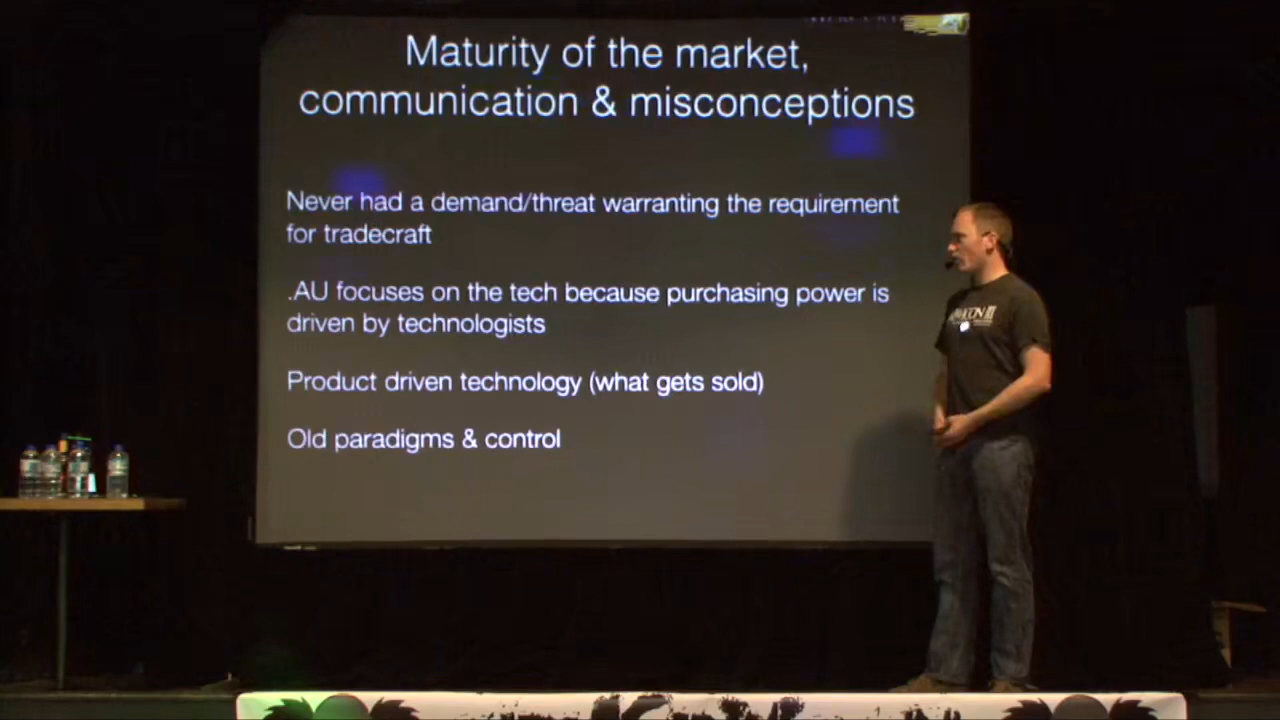 Maturity of the market,
communication & misconceptions
Never had a demand/threat warranting the requirement
for tradecraft
.AU focuses on the tech because purchasing power is
driven by technologists
Product driven technology (what gets sold)
Old paradigms & control